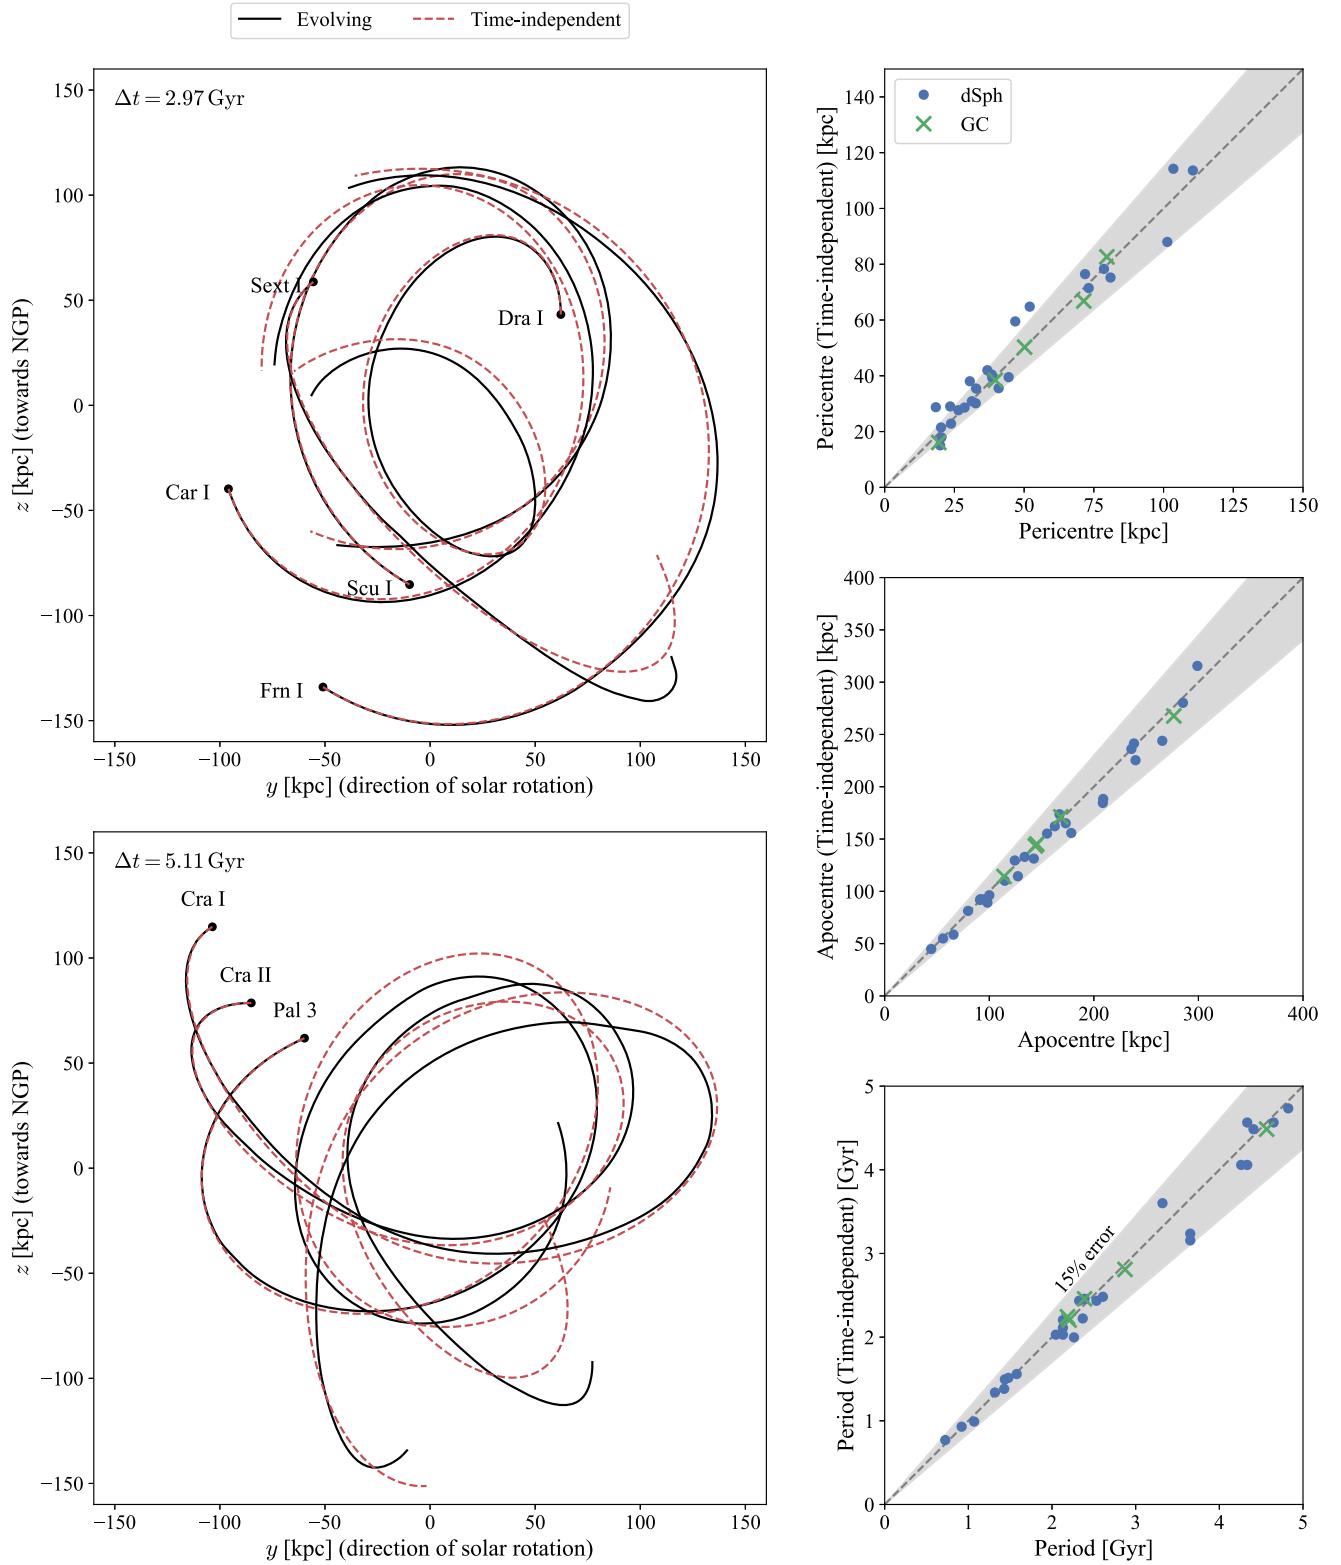 Evolving
Time-independent
Δt = 2.97 Gyr
150
100
50
0
−50
−100
−150
z [kpc] (towards NGP)
Sext I
Dra I
Car I
Scu I
Frn I
−150 −100 −50 0 50 100 150
y [kpc] (direction of solar rotation)
Δt = 5.11 Gyr
150
100
50
0
−50
−100
−150
z [kpc] (towards NGP)
Cra I
Cra II
Pal 3
−150 −100 −50 0 50 100 150
y [kpc] (direction of solar rotation)
dSph
GC
140
120
100
80
60
40
20
0
Pericentre (Time-independent) [kpc]
0 25 50 75 100 125 150
Pericentre [kpc]
400
350
300
250
200
150
100
50
0
Apocentre (Time-independent) [kpc]
0 100 200 300 400
Apocentre [kpc]
5
4
3
2
1
0
Period (Time-independent) [Gyr]
15% error
0 1 2 3 4 5
Period [Gyr]